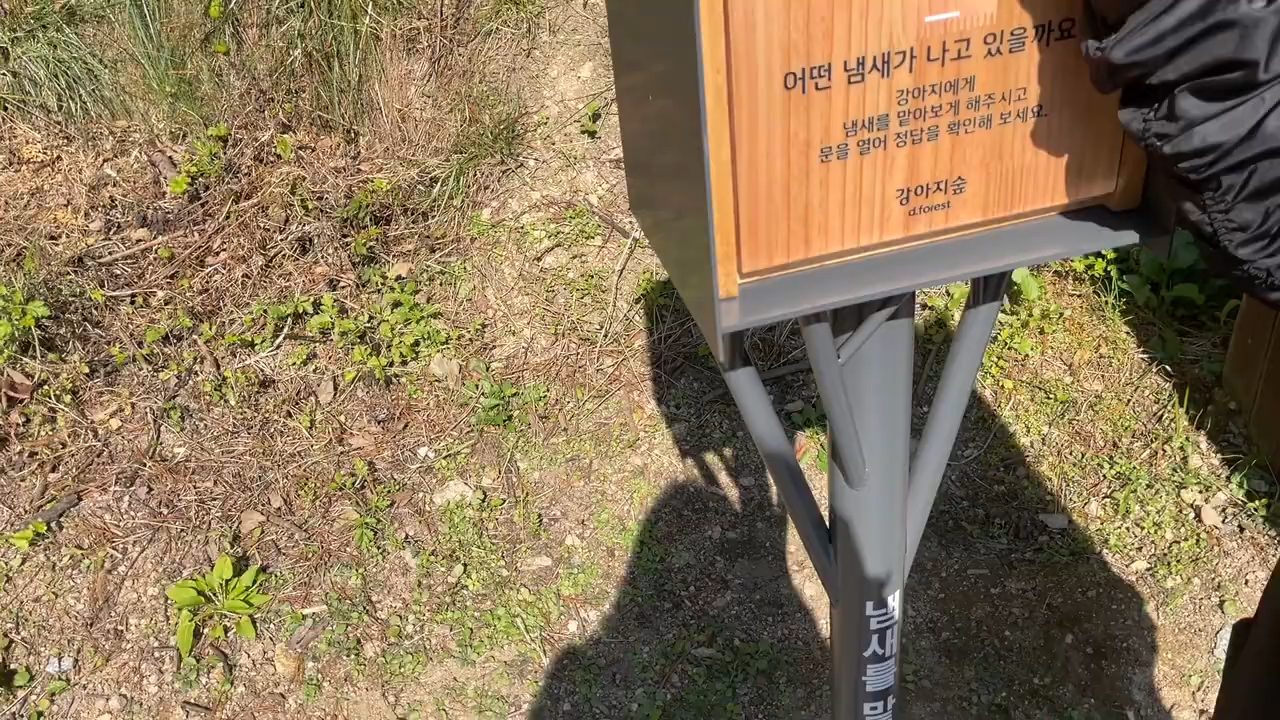 어떤 냄새가 나고 있을까요
강아지에게
냄새를 맡아보게 해주시고
문을 열어 정답을 확인해 보세요.
강아지숲
d.forest
냄새를